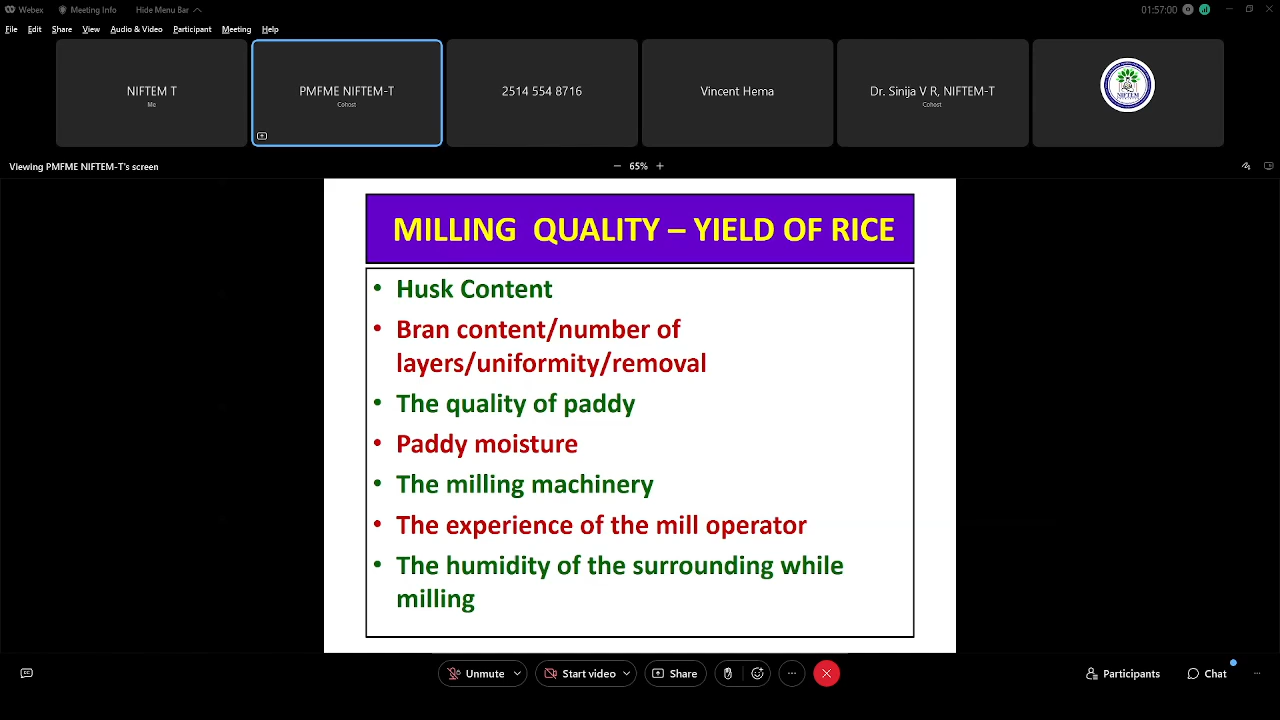 Webex Meeting Info Hide Menu Bar 01:57:00
File Edit Share View Audio & Video Participant Meeting Help
NIFTEM T
Me
PMFME NIFTEM-T
Cohost
2514 554 8716
Vincent Hema
Dr. Sinija V R, NIFTEM-T
Cohost
NIFTEM
Viewing PMFME NIFTEM-T's screen
65%
MILLING QUALITY – YIELD OF RICE
• Husk Content
• Bran content/number of
layers/uniformity/removal
• The quality of paddy
• Paddy moisture
• The milling machinery
• The experience of the mill operator
• The humidity of the surrounding while
milling
Unmute Start video Share Participants Chat